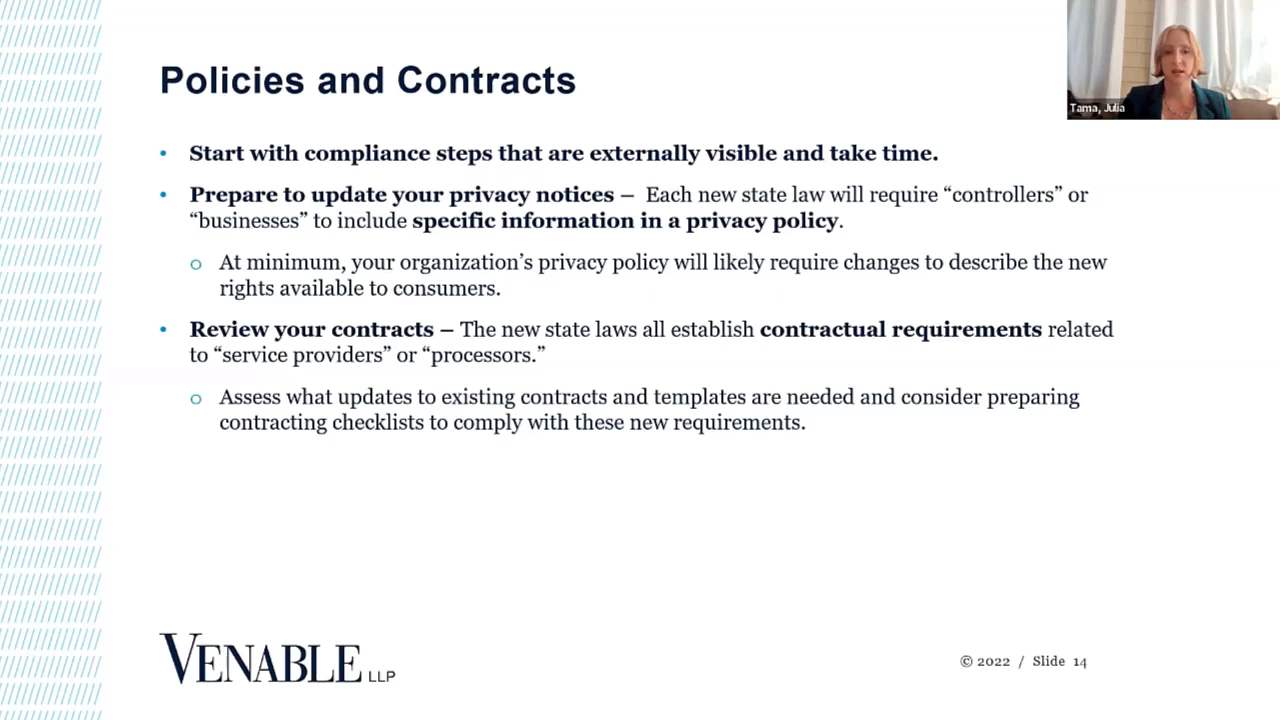 Policies and Contracts
Tama, Julia
• Start with compliance steps that are externally visible and take time.
• Prepare to update your privacy notices – Each new state law will require “controllers” or
“businesses” to include specific information in a privacy policy.
o At minimum, your organization’s privacy policy will likely require changes to describe the new
rights available to consumers.
• Review your contracts – The new state laws all establish contractual requirements related
to “service providers” or “processors.”
o Assess what updates to existing contracts and templates are needed and consider preparing
contracting checklists to comply with these new requirements.
VENABLE LLP
© 2022 / Slide 14